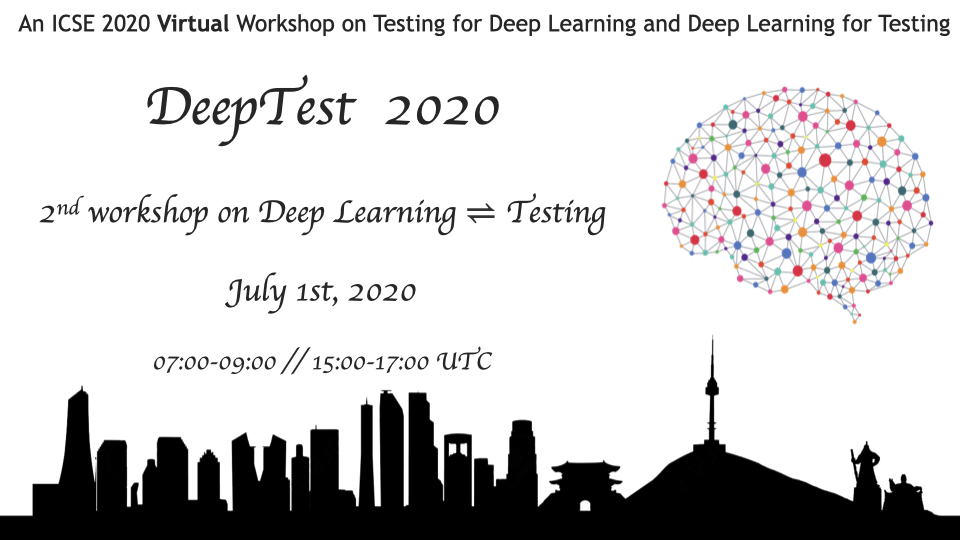 An ICSE 2020 Virtual Workshop on Testing for Deep Learning and Deep Learning for Testing
DeepTest 2020
2nd workshop on Deep Learning ⇌ Testing
July 1st, 2020
07:00-09:00 // 15:00-17:00 UTC